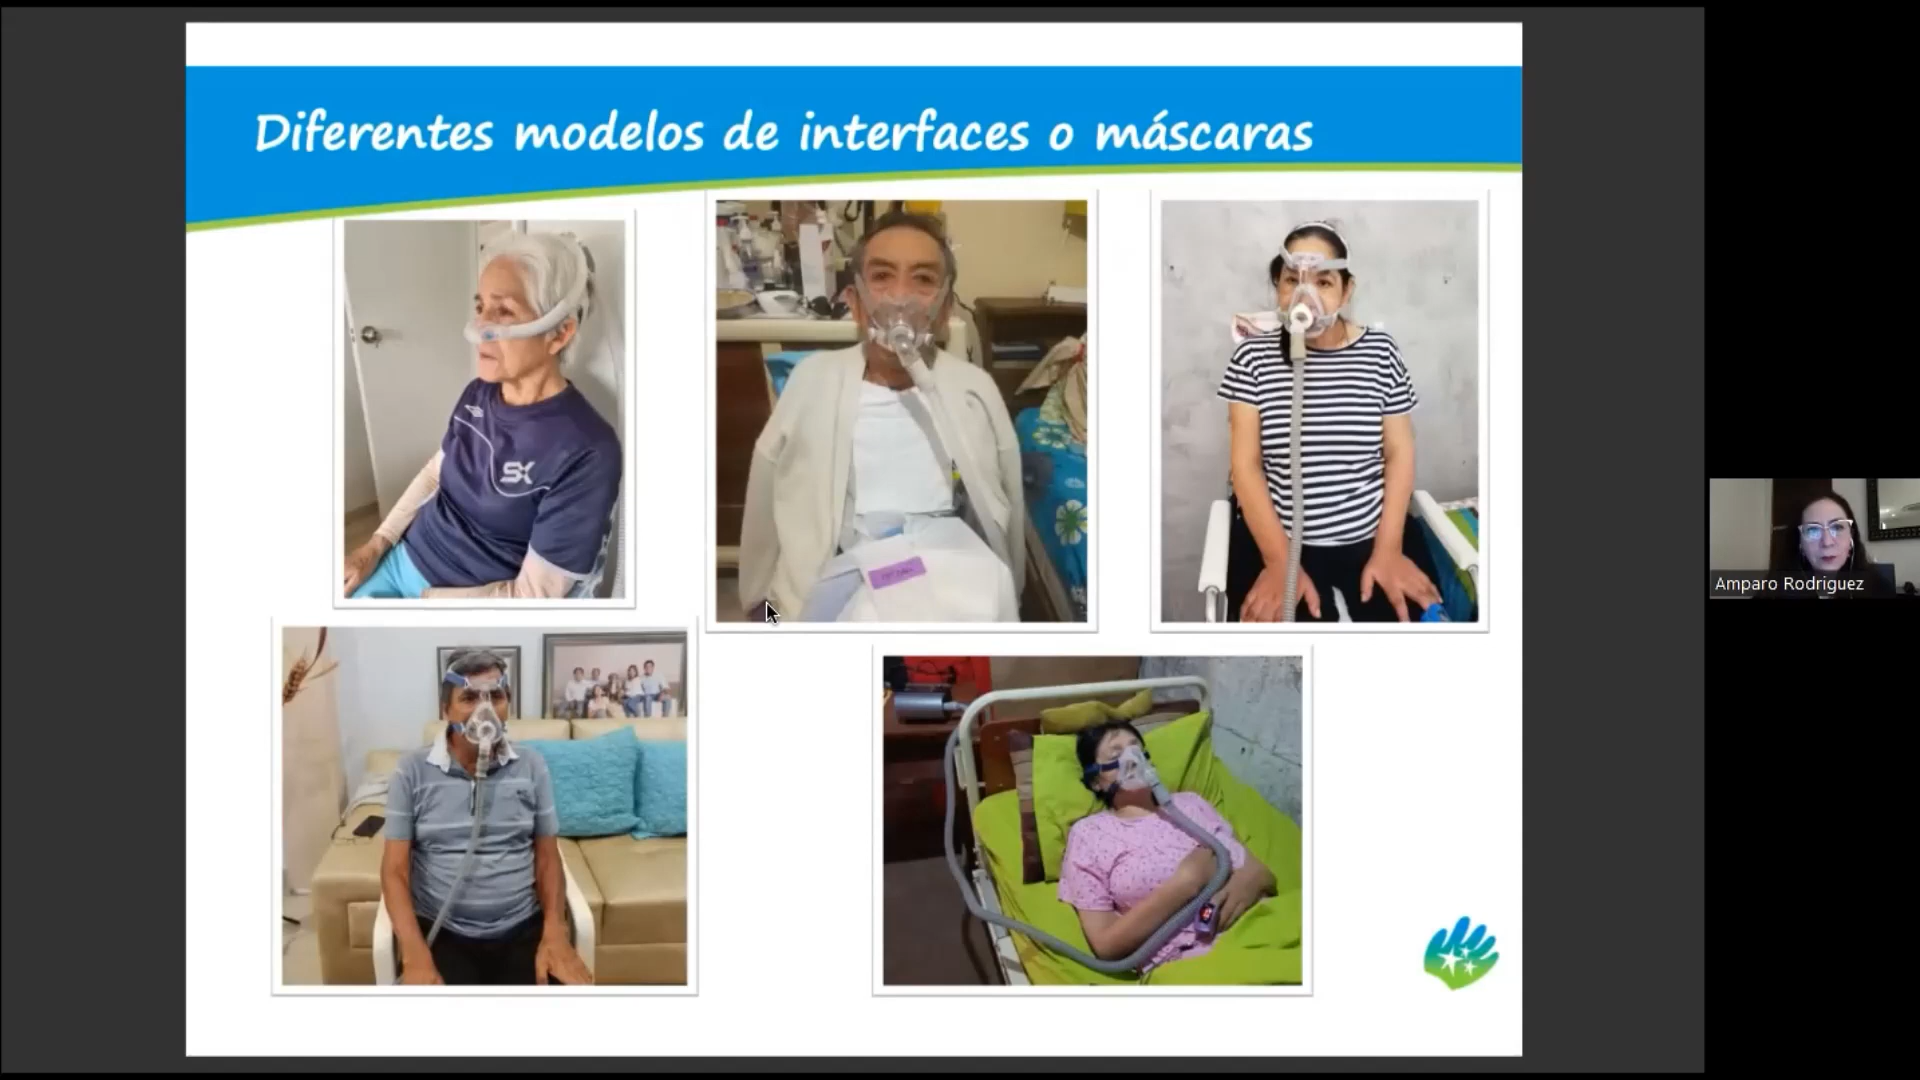 Diferentes modelos de interfaces o máscaras
SX
Amparo Rodriguez